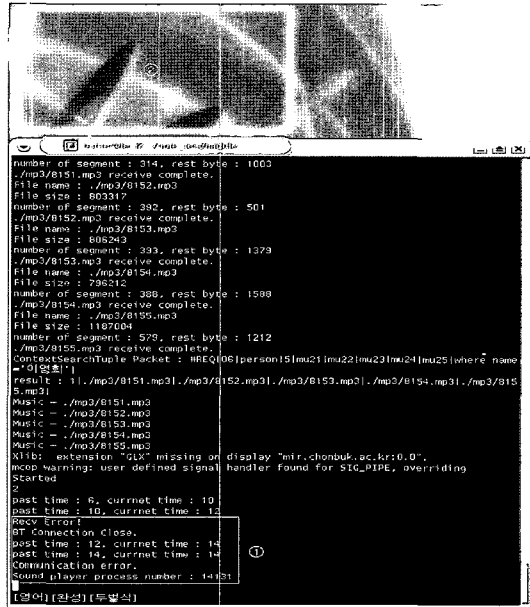 ②
number of segment : 314, rest byte : 1003
./mp3/8151.mp3 receive complete.
File name : ./mp3/8152.mp3
File size : 803317
number of segment : 392, rest byte : 501
./mp3/8152.mp3 receive complete.
File name : ./mp3/8153.mp3
File size : 806243
number of segment : 393, rest byte : 1379
./mp3/8153.mp3 receive complete.
File name : ./mp3/8154.mp3
File size : 796212
number of segment : 388, rest byte : 1588
./mp3/8154.mp3 receive complete.
File name : ./mp3/8155.mp3
File size : 1187004
number of segment : 579, rest byte : 1212
./mp3/8155.mp3 receive complete.
ContextSearchTuple Packet : #REQ|06|person|5|mu21|mu22|mu23|mu24|mu25|where name
='이영희'|
result : 1|./mp3/8151.mp3|./mp3/8152.mp3|./mp3/8153.mp3|./mp3/8154.mp3|./mp3/815
5.mp3|
Music - ./mp3/8151.mp3
Music - ./mp3/8152.mp3
Music - ./mp3/8153.mp3
Music - ./mp3/8154.mp3
Music - ./mp3/8155.mp3
Xlib: extension "GLX" missing on display "mir.chonbuk.ac.kr:0.0".
mcop warning: user defined signal handler found for SIG_PIPE, overriding
Started
2
past time : 6, currnet time : 10
past time : 10, currnet time : 12
Recv Error!
BT Connection Close.
past time : 12, currnet time : 14
past time : 14, currnet time : 14
①
Communication error.
Sound player process number : 14131
[영어][완성][두벌식]